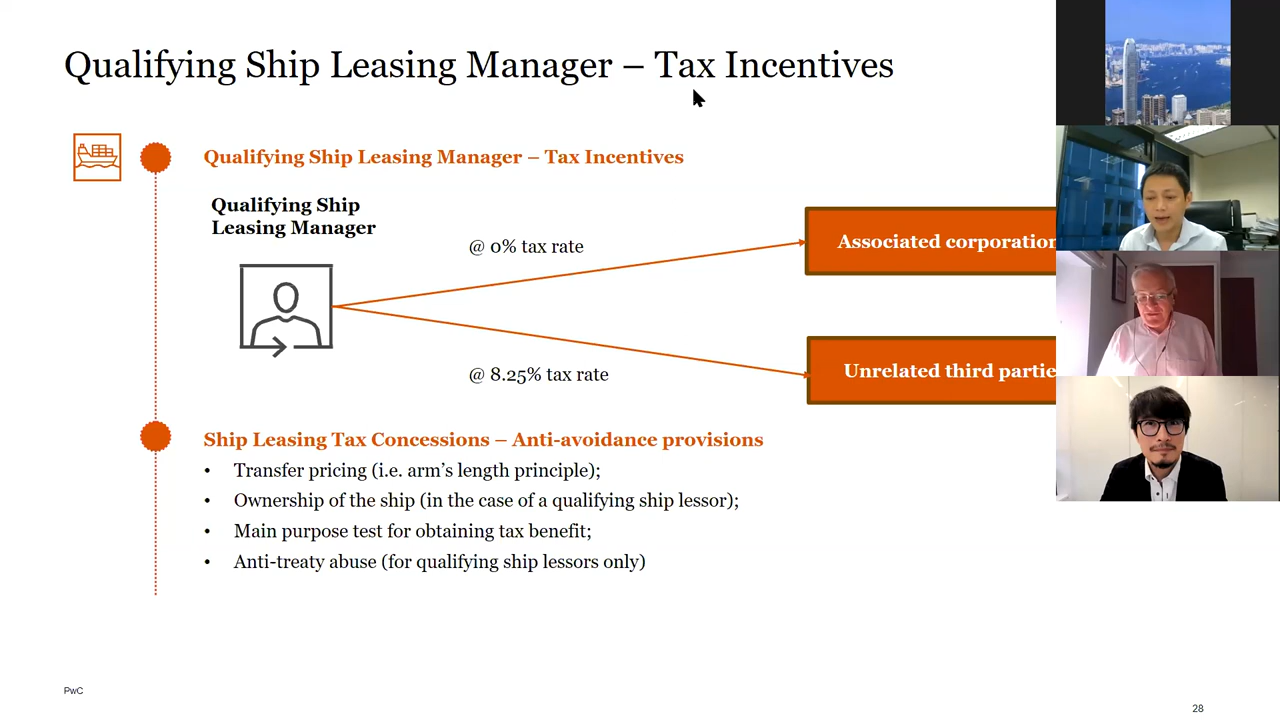 Qualifying Ship Leasing Manager – Tax Incentives
Qualifying Ship Leasing Manager – Tax Incentives
Qualifying Ship
Leasing Manager
@ 0% tax rate
Associated corporation
@ 8.25% tax rate
Unrelated third partie
Ship Leasing Tax Concessions – Anti-avoidance provisions
• Transfer pricing (i.e. arm’s length principle);
• Ownership of the ship (in the case of a qualifying ship lessor);
• Main purpose test for obtaining tax benefit;
• Anti-treaty abuse (for qualifying ship lessors only)
PwC
28